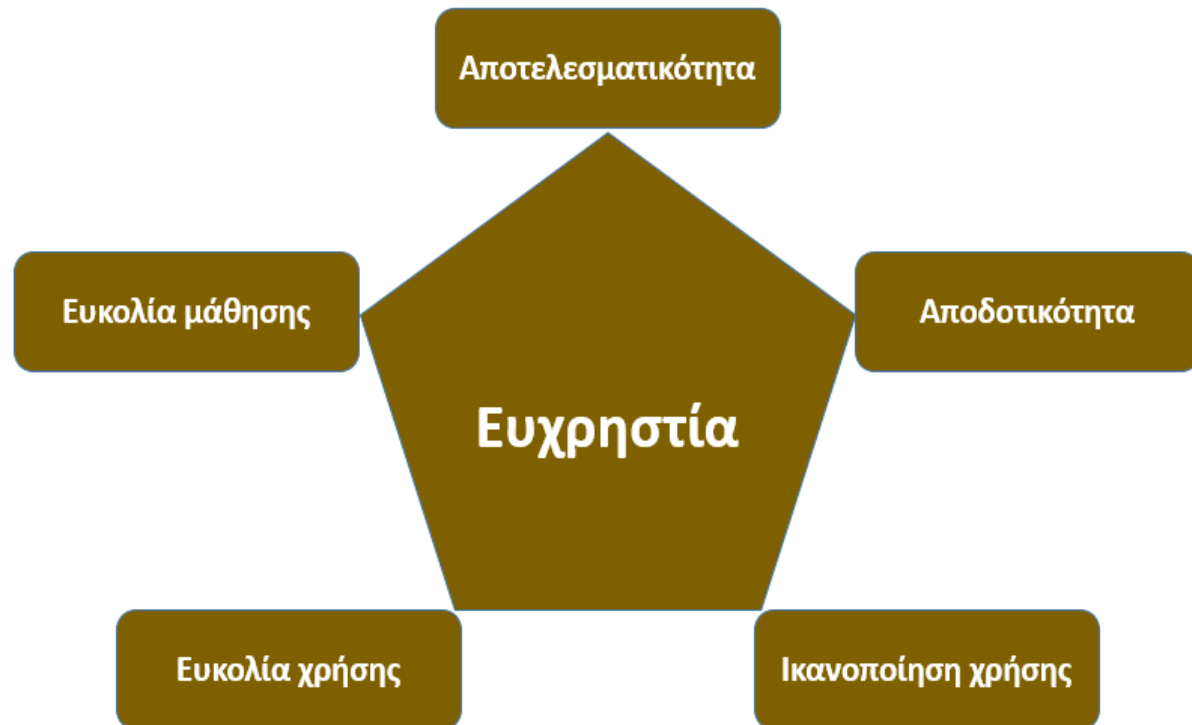 Αποτελεσματικότητα
Ευκολία μάθησης
Αποδοτικότητα
Ευχρηστία
Ευκολία χρήσης
Ικανοποίηση χρήσης